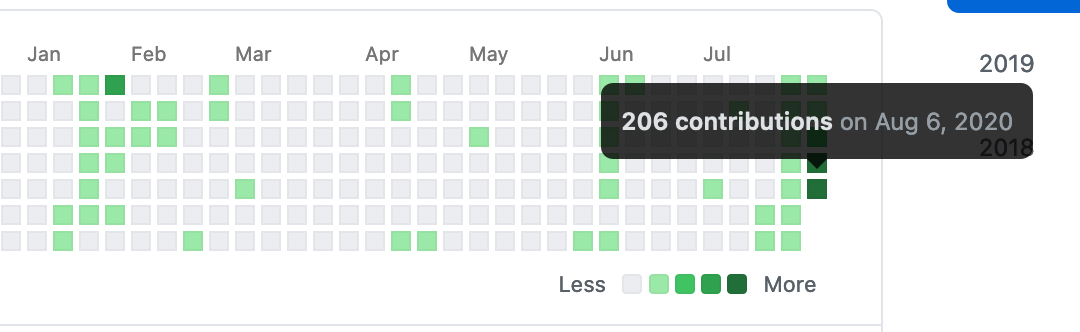 Jan Feb Mar Apr May Jun Jul
2019
206 contributions on Aug 6, 2020
2018
Less More